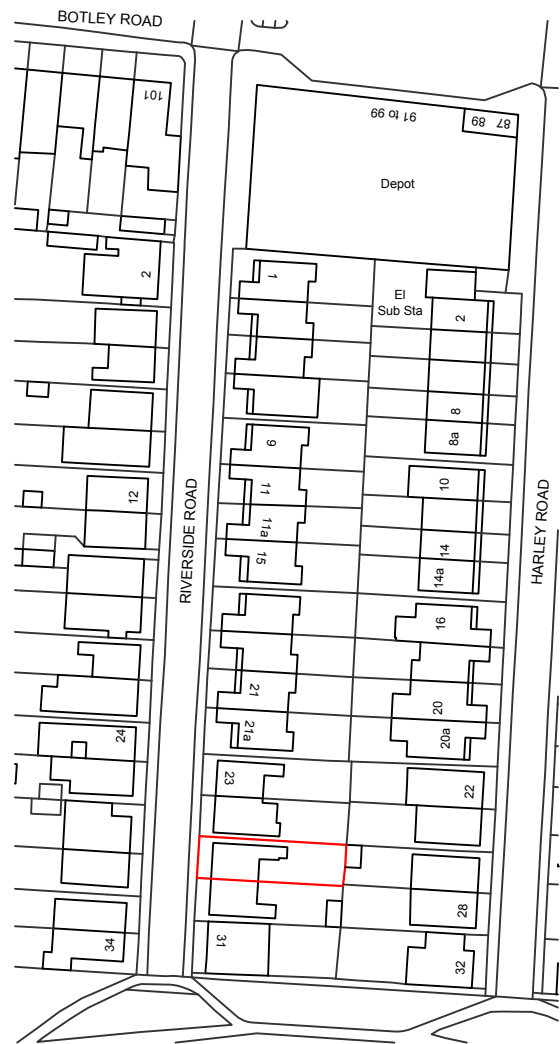 BOTLEY ROAD
101
91 to 99
89
87
Depot
2
1
El
Sub Sta
2
8
8a
9
11
11a
15
10
14
14a
12
RIVERSIDE ROAD
HARLEY ROAD
16
21
21a
20
20a
24
23
22
28
34
31
32